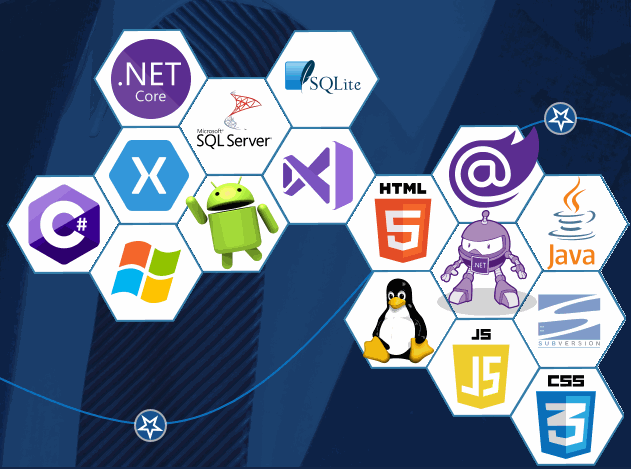 .NET
Core
SQLite
Microsoft
SQL Server
X
C#
HTML
5
@
.NET
Java
JS
JS
SUBVERSION
CSS
3